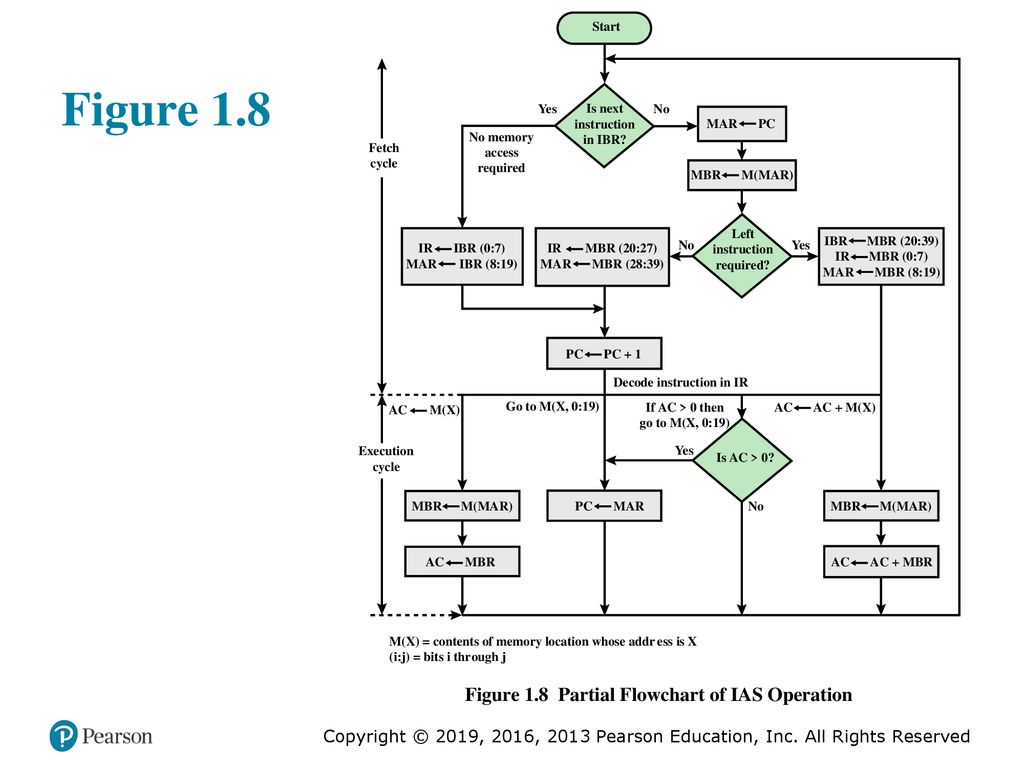 Figure 1.8
Start
Fetch
cycle
Yes
Is next
instruction
in IBR?
No
No memory
access
required
MAR ← PC
MBR ← M(MAR)
IR ← IBR (0:7)
MAR ← IBR (8:19)
IR ← MBR (20:27)
MAR ← MBR (28:39)
No
Left
instruction
required?
Yes
IBR ← MBR (20:39)
IR ← MBR (0:7)
MAR ← MBR (8:19)
PC ← PC + 1
Decode instruction in IR
AC ← M(X)
Go to M(X, 0:19)
If AC > 0 then
go to M(X, 0:19)
AC ← AC + M(X)
Execution
cycle
Yes
Is AC > 0?
MBR ← M(MAR)
PC ← MAR
No
MBR ← M(MAR)
AC ← MBR
AC ← AC + MBR
M(X) = contents of memory location whose addr ess is X
(i:j) = bits i through j
Figure 1.8 Partial Flowchart of IAS Operation
P Pearson
Copyright © 2019, 2016, 2013 Pearson Education, Inc. All Rights Reserved